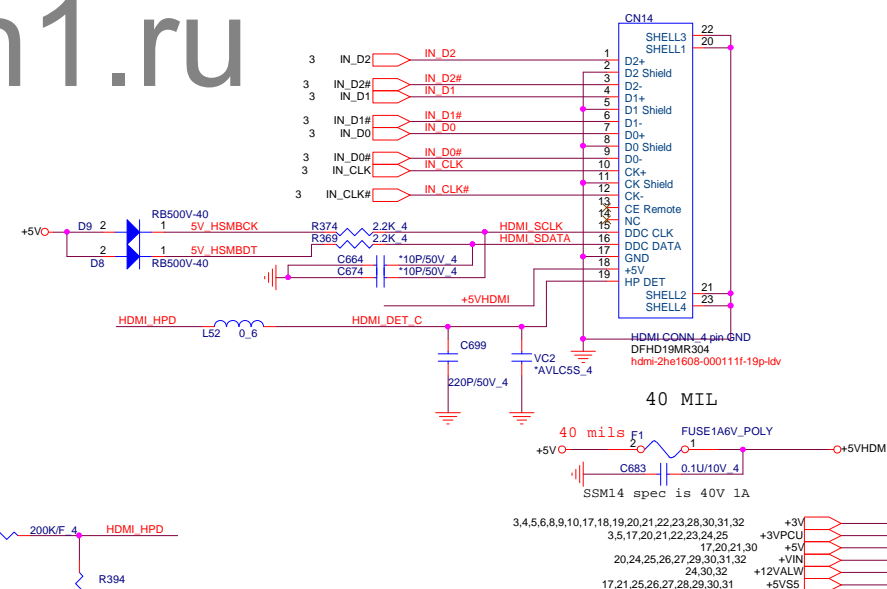 n1.ru
CN14
SHELL3 22
SHELL1 20
3 IN_D2 IN_D2 1 D2+
2 D2 Shield
3 IN_D2# IN_D2# 3 D2-
3 IN_D1 IN_D1 4 D1+
5 D1 Shield
3 IN_D1# IN_D1# 6 D1-
3 IN_D0 IN_D0 7 D0+
8 D0 Shield
3 IN_D0# IN_D0# 9 D0-
3 IN_CLK IN_CLK 10 CK+
11 CK Shield
3 IN_CLK# IN_CLK# 12 CK-
13 CE Remote
14 NC
+5V D9 2 RB500V-40 1 5V_HSMBCK R374 2.2K_4 HDMI_SCLK 15 DDC CLK
2 D8 RB500V-40 1 5V_HSMBDT R369 2.2K_4 HDMI_SDATA 16 DDC DATA
17 GND
C664 *10P/50V_4 18 +5V
C674 *10P/50V_4 19 HP DET
+5VHDMI
SHELL2 21
SHELL4 23
HDMI_HPD L52 0_6 HDMI_DET_C
HDMI CONN_4 pin GND
DFHD19MR304
hdmi-2he1608-000111f-19p-ldv
C699
220P/50V_4
VC2
*AVLC5S_4
40 MIL
40 mils F1 FUSE1A6V_POLY
+5V 2 1 +5VHDM
C683 0.1U/10V_4
SSM14 spec is 40V 1A
200K/F_4 HDMI_HPD
R394
3,4,5,6,8,9,10,17,18,19,20,21,22,23,28,30,31,32 +3V
3,5,17,20,21,22,23,24,25 +3VPCU
17,20,21,30 +5V
20,24,25,26,27,29,30,31,32 +VIN
24,30,32 +12VALW
17,21,25,26,27,28,29,30,31 +5VS5